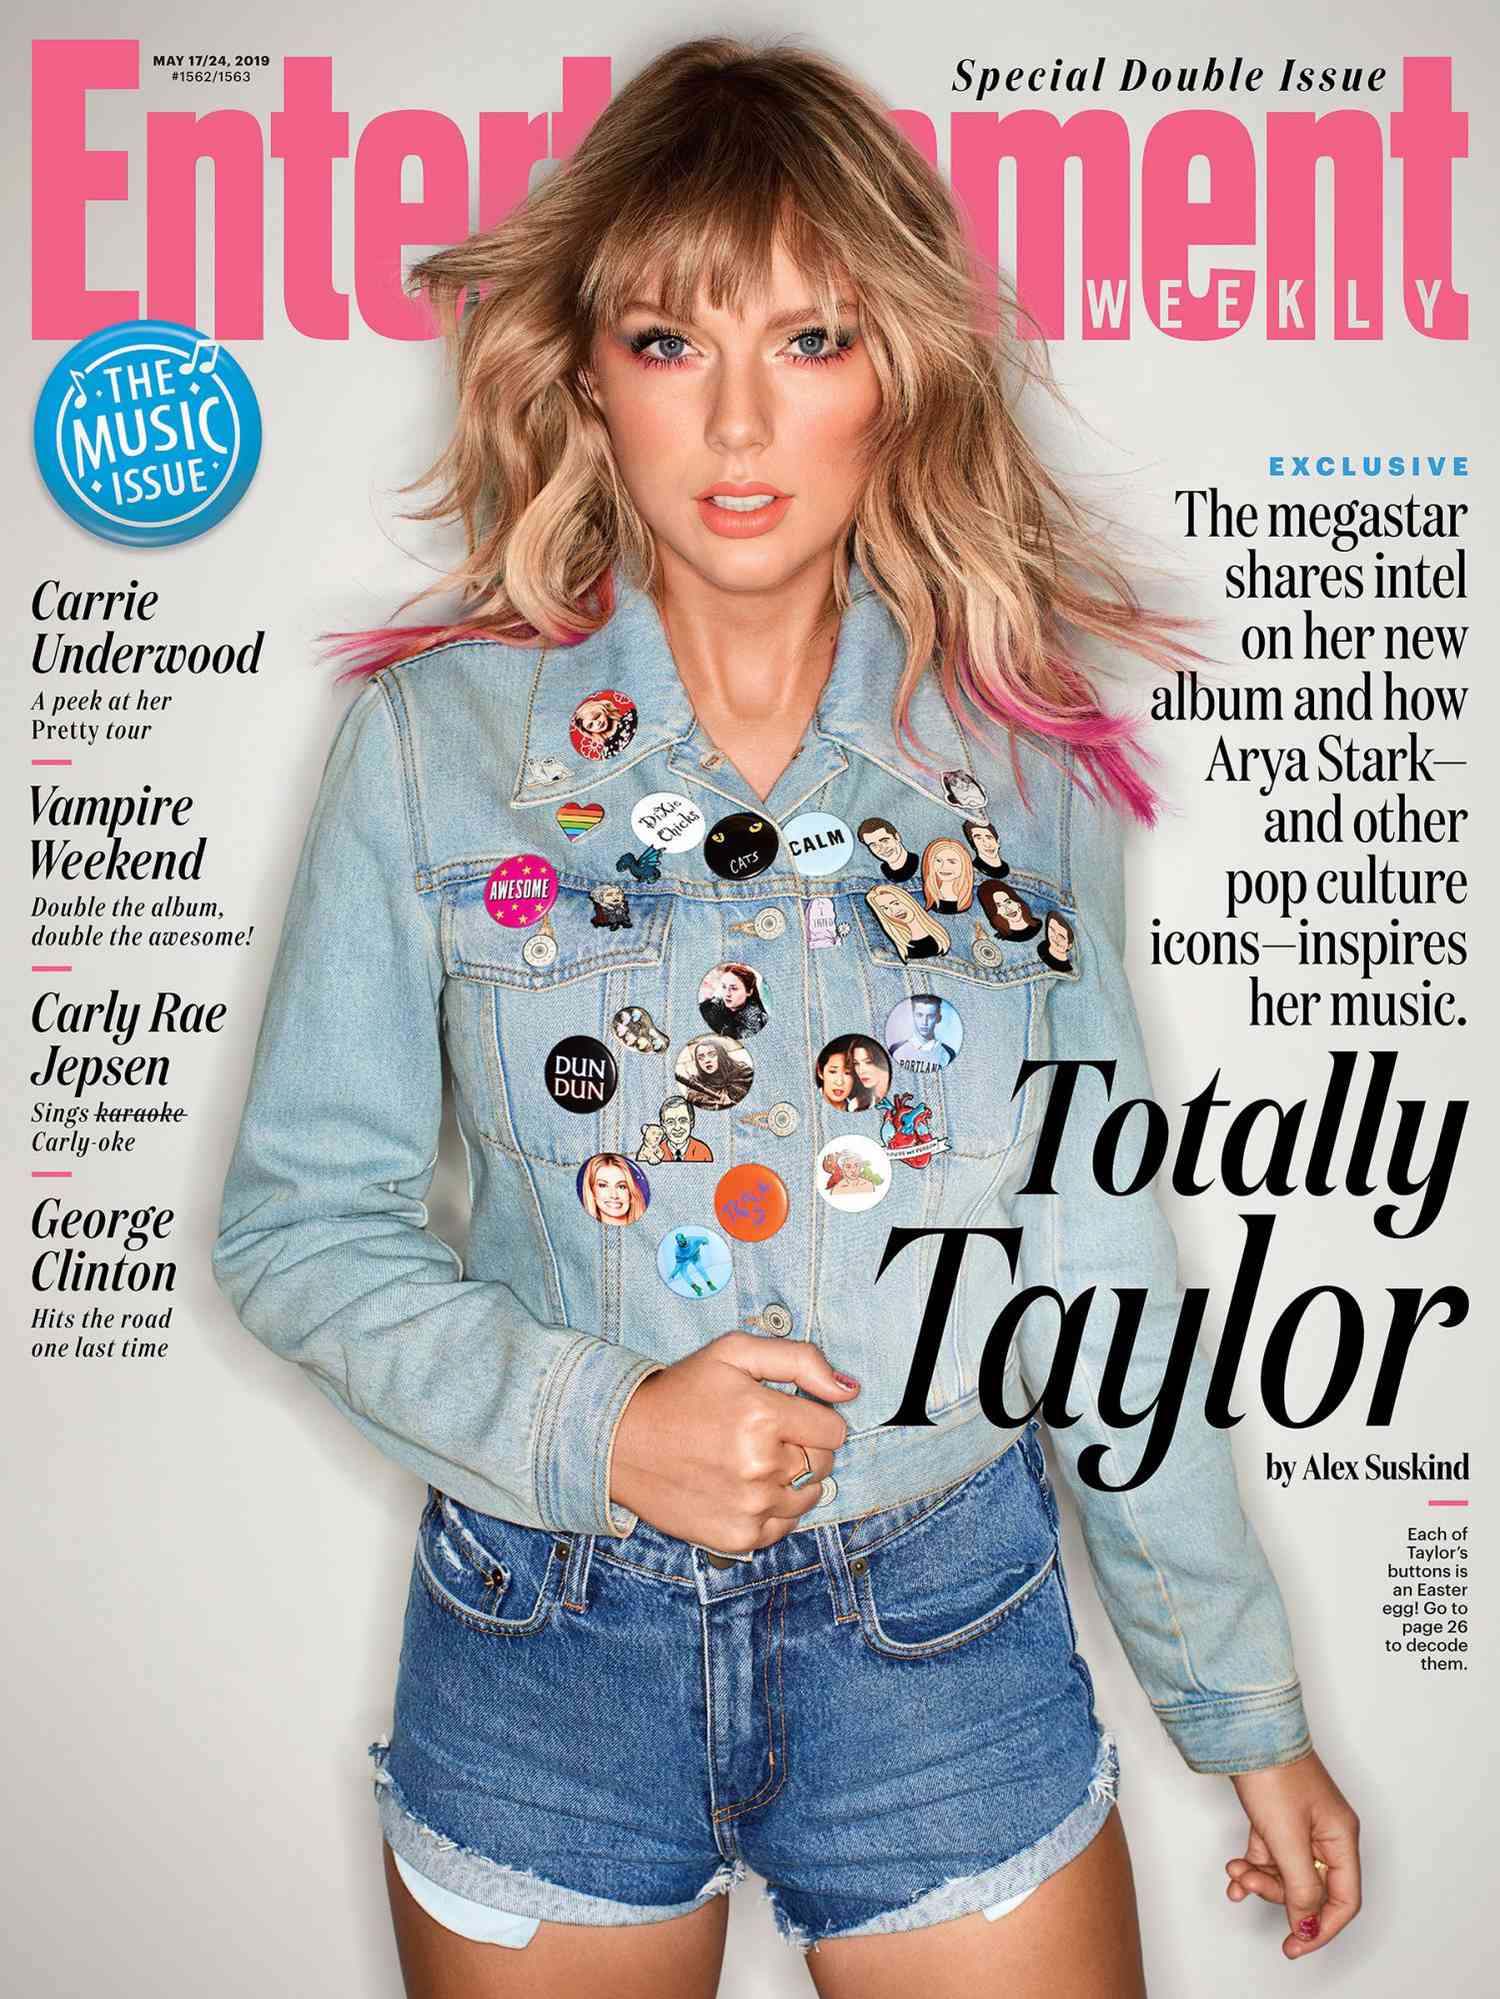 MAY 17/24, 2019
#1562/1563
Special Double Issue
Entertainment
WEEKLY
THE
MUSIC
ISSUE
Carrie
Underwood
A peek at her
Pretty tour
Vampire
Weekend
Double the album,
double the awesome!
Carly Rae
Jepsen
Sings karaoke
Carly-oke
George
Clinton
Hits the road
one last time
EXCLUSIVE
The megastar
shares intel
on her new
album and how
Arya Stark—
and other
pop culture
icons—inspires
her music.
Totally
Taylor
by Alex Suskind
Each of
Taylor's
buttons is
an Easter
egg! Go to
page 26
to decode
them.
Dixie
Chicks
CATS
CALM
AWESOME
I
TRIED
DUN
DUN
PORTLAND